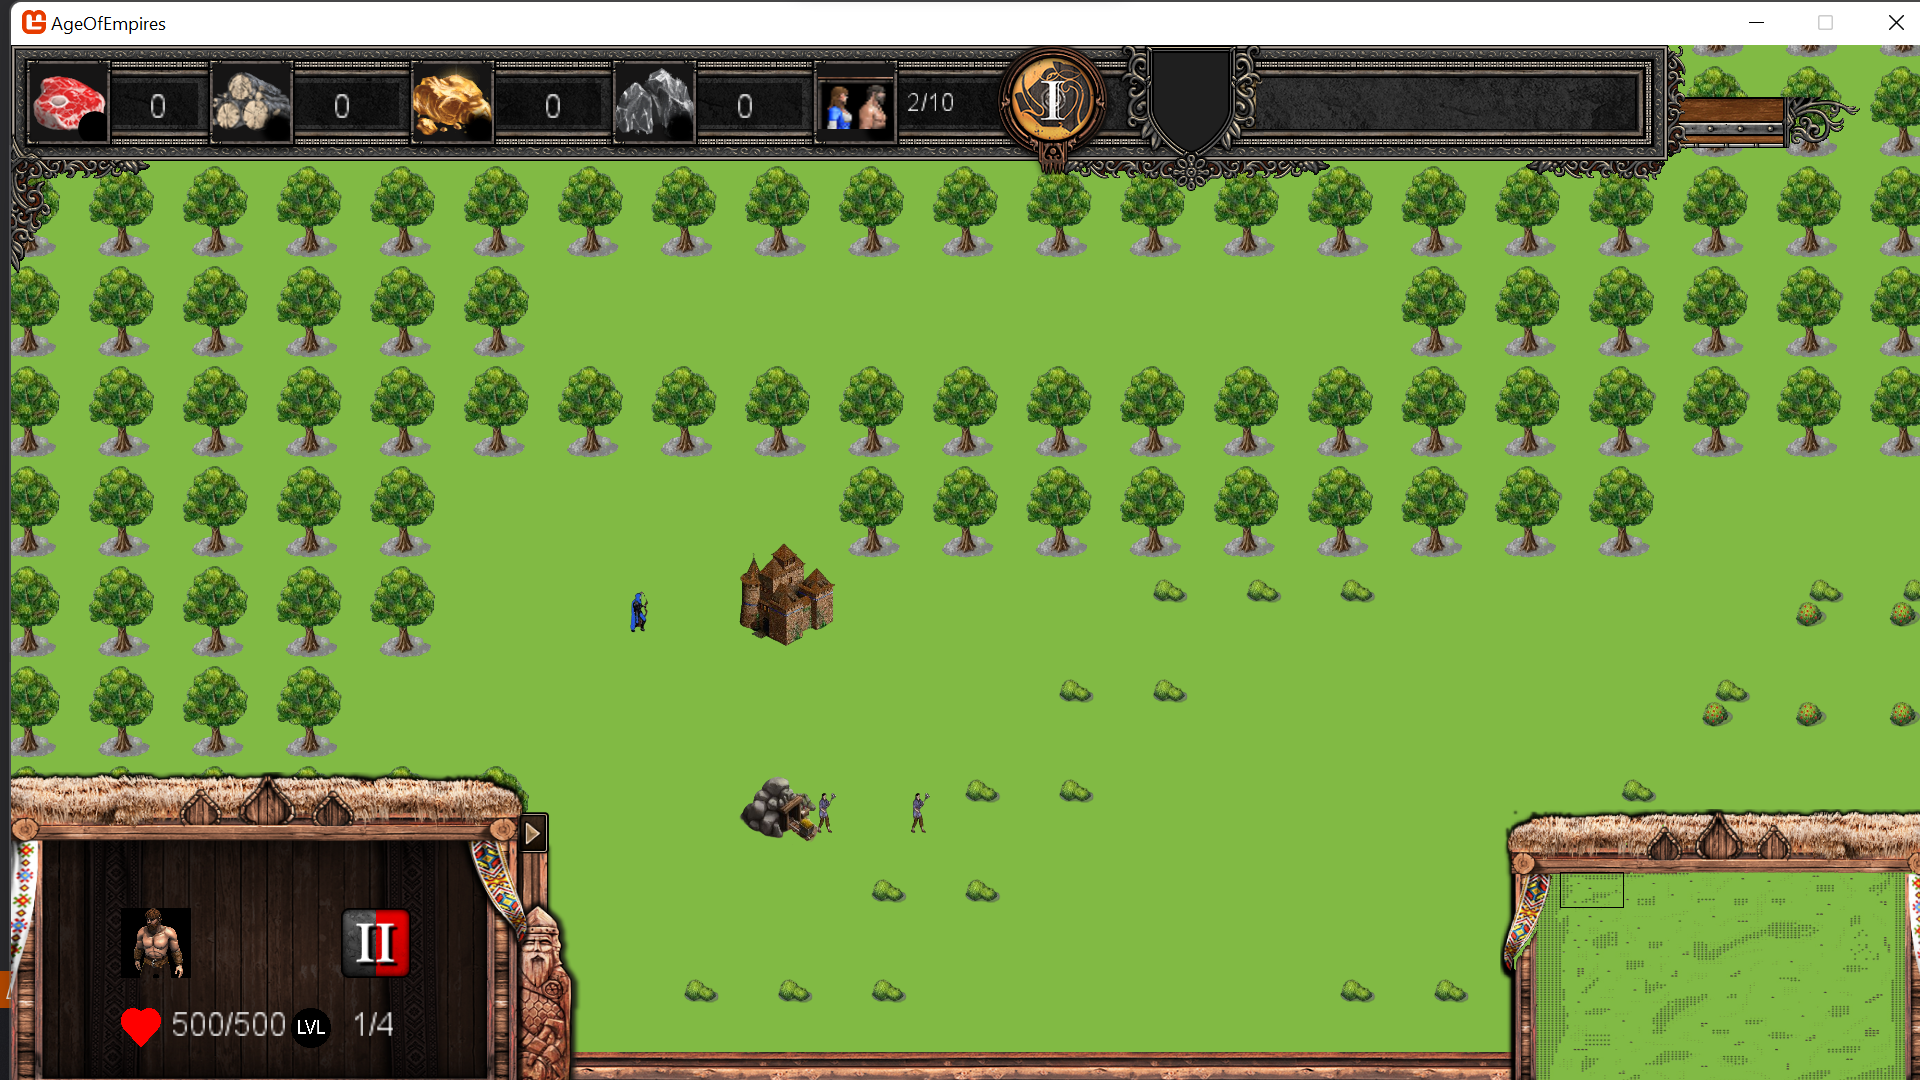 AgeOfEmpires
0 0 0 0 2/10 I
II
500/500 LVL 1/4